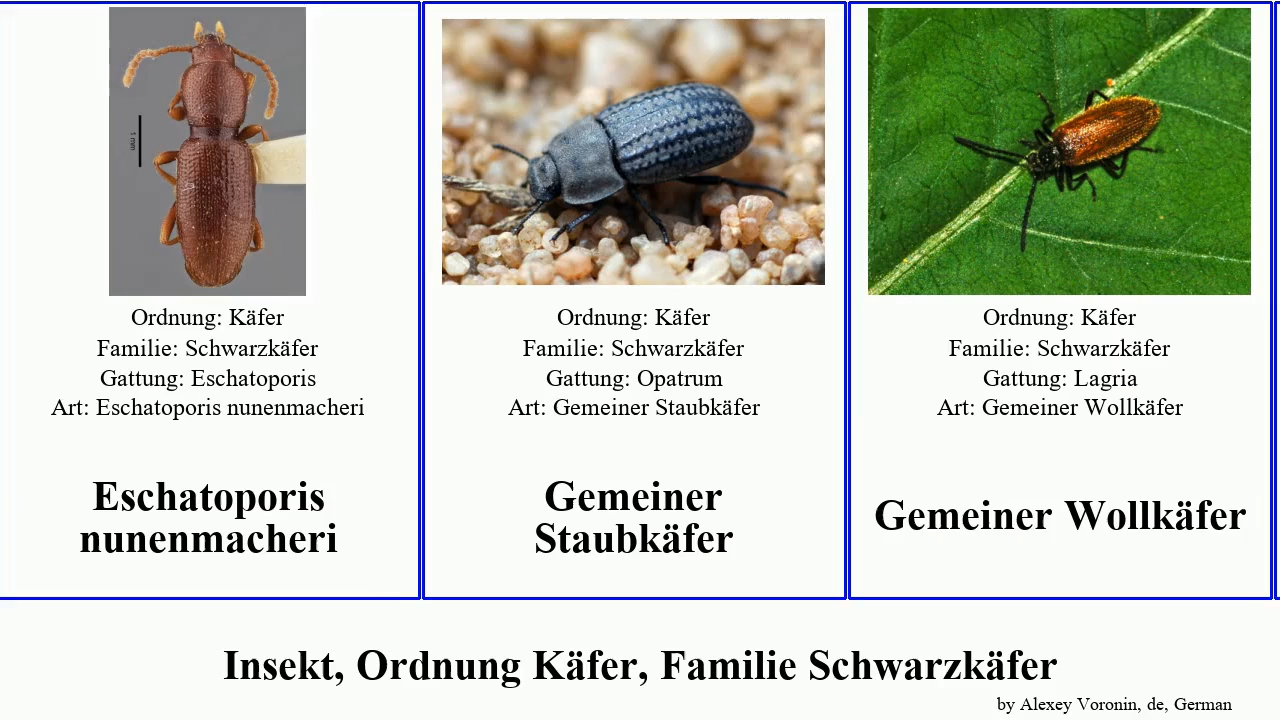 1 mm
Ordnung: Käfer
Familie: Schwarzkäfer
Gattung: Eschatoporis
Art: Eschatoporis nunenmacheri
Eschatoporis
nunenmacheri
Ordnung: Käfer
Familie: Schwarzkäfer
Gattung: Opatrum
Art: Gemeiner Staubkäfer
Gemeiner
Staubkäfer
Ordnung: Käfer
Familie: Schwarzkäfer
Gattung: Lagria
Art: Gemeiner Wollkäfer
Gemeiner Wollkäfer
Insekt, Ordnung Käfer, Familie Schwarzkäfer
by Alexey Voronin, de, German